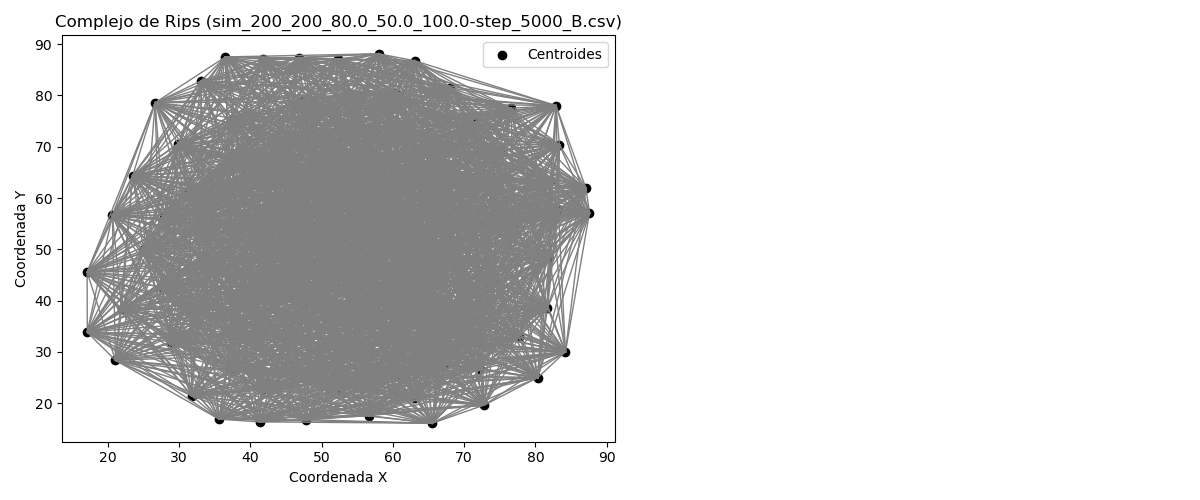 Complejo de Rips (sim_200_200_80.0_50.0_100.0-step_5000_B.csv)
Centroides
90
80
70
60
50
40
30
20
Coordenada Y
20 30 40 50 60 70 80 90
Coordenada X